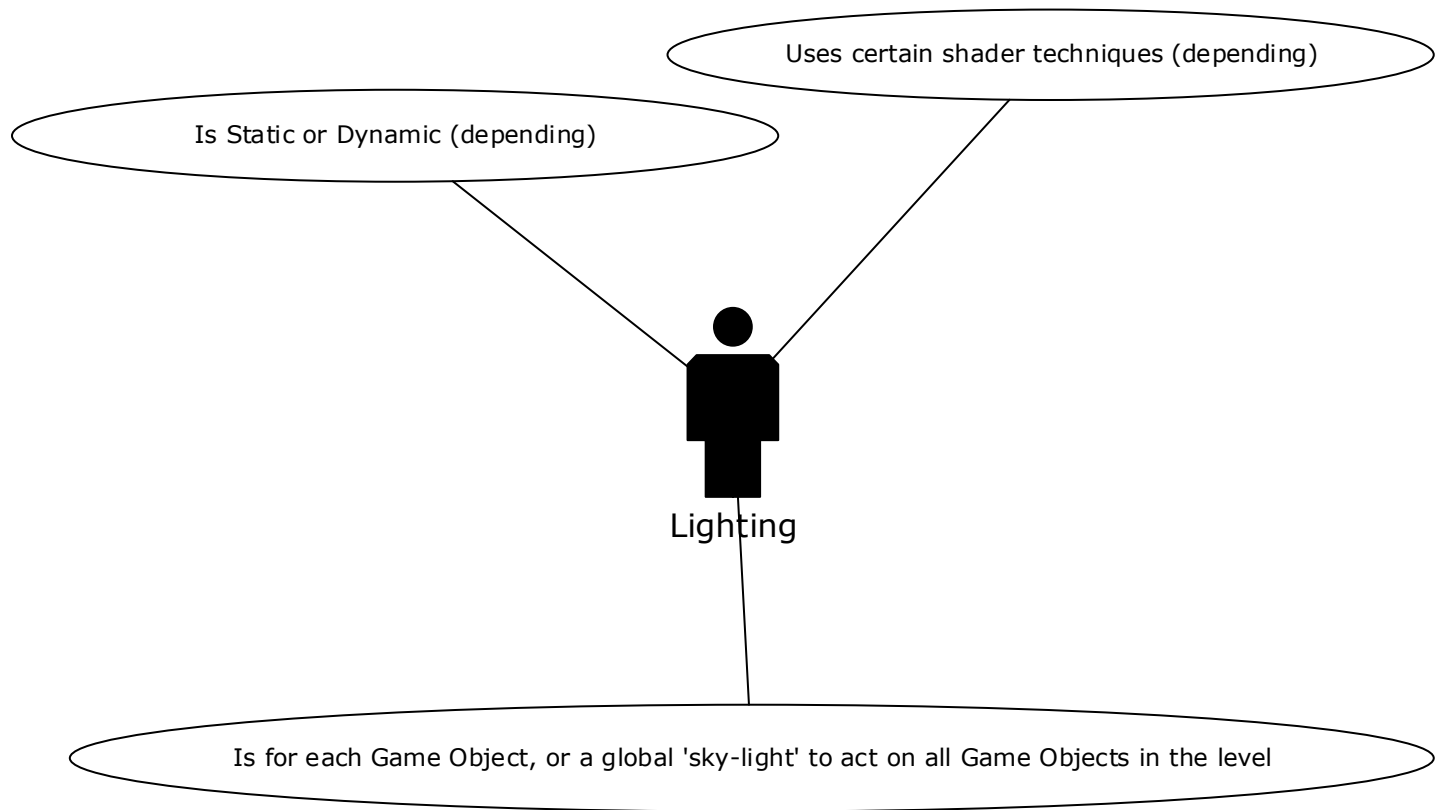 Uses certain shader techniques (depending)
Is Static or Dynamic (depending)
Lighting
Is for each Game Object, or a global 'sky-light' to act on all Game Objects in the level